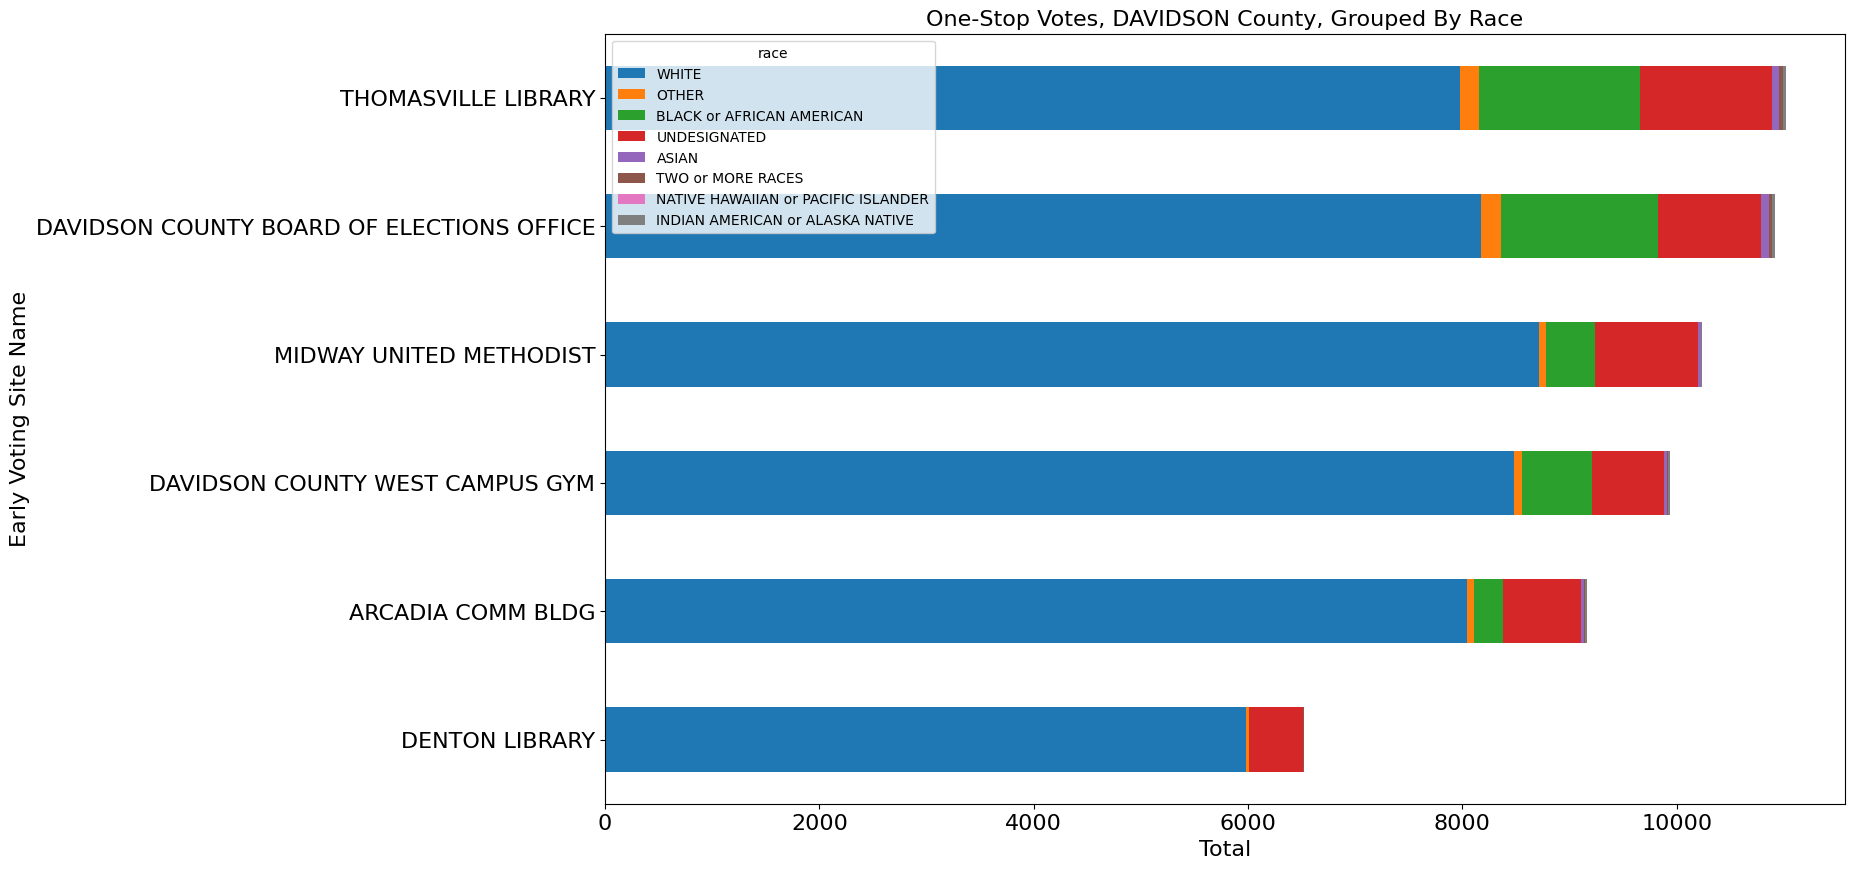 One-Stop Votes, DAVIDSON County, Grouped By Race
race
WHITE
OTHER
BLACK or AFRICAN AMERICAN
UNDESIGNATED
ASIAN
TWO or MORE RACES
NATIVE HAWAIIAN or PACIFIC ISLANDER
INDIAN AMERICAN or ALASKA NATIVE
Early Voting Site Name
THOMASVILLE LIBRARY
DAVIDSON COUNTY BOARD OF ELECTIONS OFFICE
MIDWAY UNITED METHODIST
DAVIDSON COUNTY WEST CAMPUS GYM
ARCADIA COMM BLDG
DENTON LIBRARY
0 2000 4000 6000 8000 10000
Total